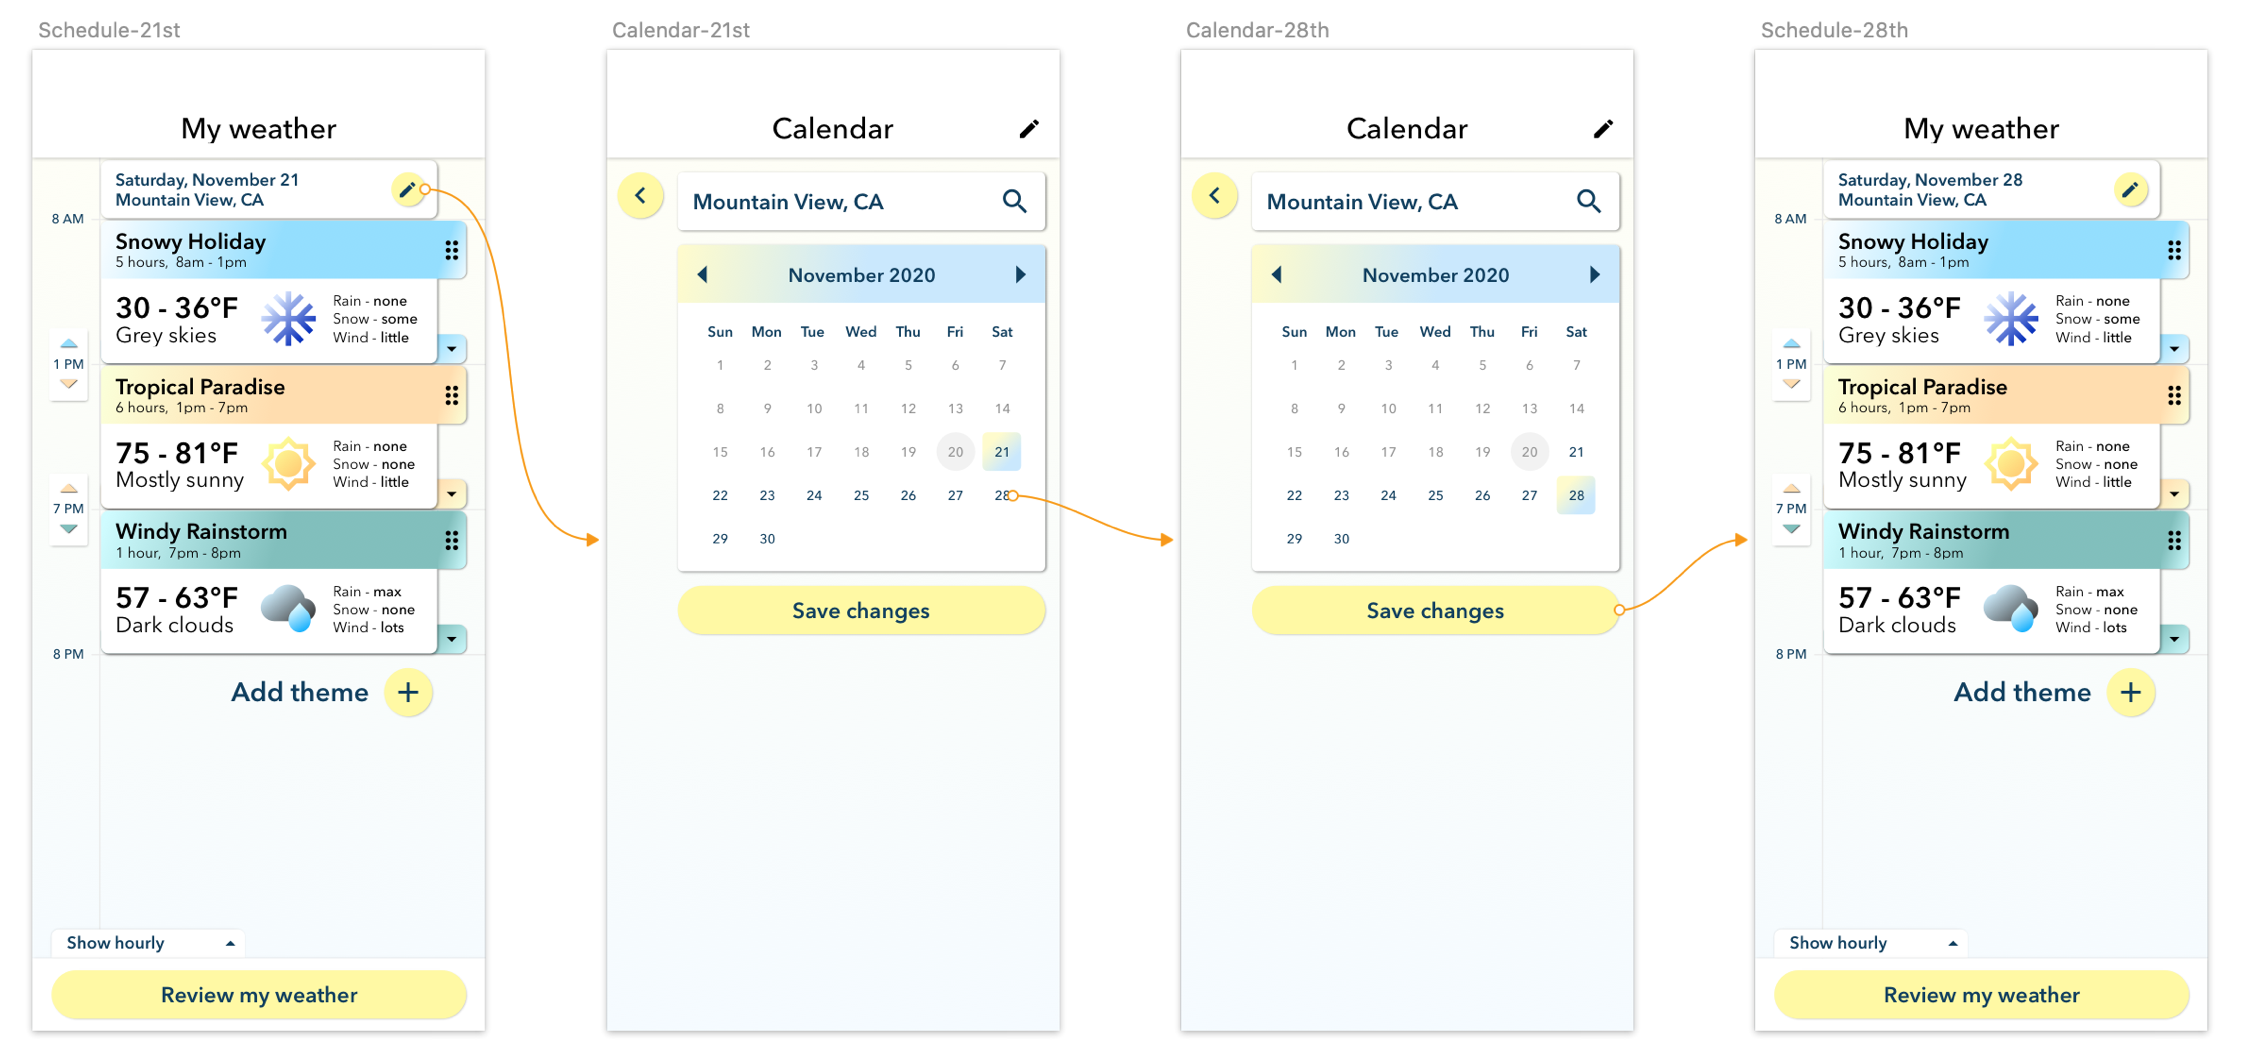 Schedule-21st
My weather
Saturday, November 21
Mountain View, CA
8 AM
Snowy Holiday
5 hours, 8am - 1pm
30 - 36°F
Grey skies
Rain - none
Snow - some
Wind - little
1 PM
Tropical Paradise
6 hours, 1pm - 7pm
75 - 81°F
Mostly sunny
Rain - none
Snow - none
Wind - little
7 PM
Windy Rainstorm
1 hour, 7pm - 8pm
57 - 63°F
Dark clouds
Rain - max
Snow - none
Wind - lots
8 PM
Add theme
Show hourly
Review my weather
Calendar-21st
Calendar
Mountain View, CA
November 2020
Sun Mon Tue Wed Thu Fri Sat
1 2 3 4 5 6 7
8 9 10 11 12 13 14
15 16 17 18 19 20 21
22 23 24 25 26 27 28
29 30
Save changes
Calendar-28th
Calendar
Mountain View, CA
November 2020
Sun Mon Tue Wed Thu Fri Sat
1 2 3 4 5 6 7
8 9 10 11 12 13 14
15 16 17 18 19 20 21
22 23 24 25 26 27 28
29 30
Save changes
Schedule-28th
My weather
Saturday, November 28
Mountain View, CA
8 AM
Snowy Holiday
5 hours, 8am - 1pm
30 - 36°F
Grey skies
Rain - none
Snow - some
Wind - little
1 PM
Tropical Paradise
6 hours, 1pm - 7pm
75 - 81°F
Mostly sunny
Rain - none
Snow - none
Wind - little
7 PM
Windy Rainstorm
1 hour, 7pm - 8pm
57 - 63°F
Dark clouds
Rain - max
Snow - none
Wind - lots
8 PM
Add theme
Show hourly
Review my weather